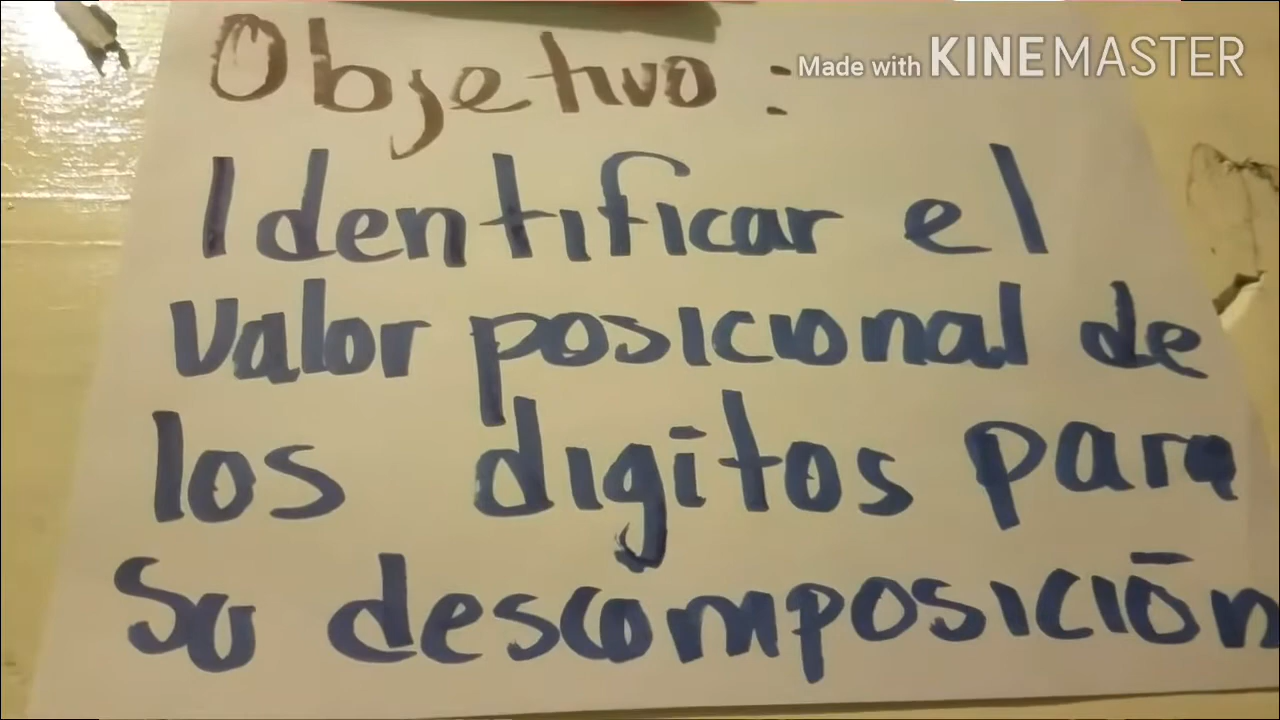 Objetivo :
Made with KINEMASTER
Identificar el
valor posicional de
los digitos para
Su descomposición